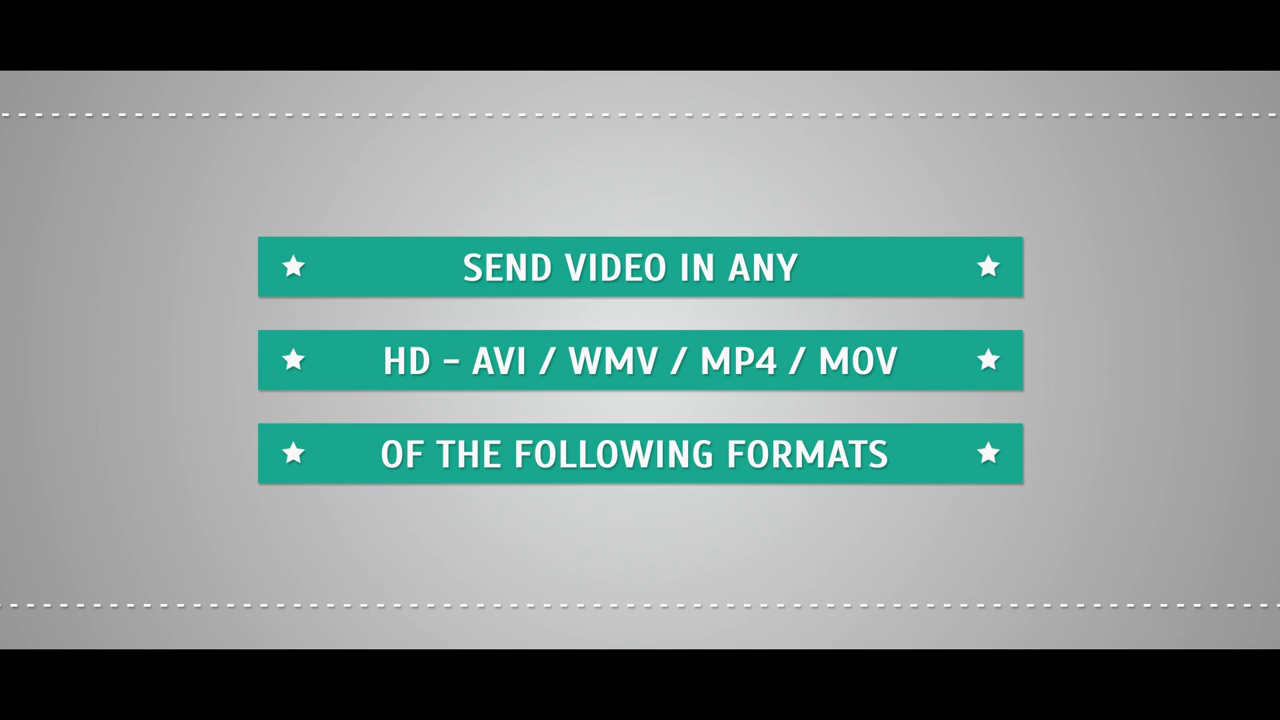 SEND VIDEO IN ANY
HD - AVI / WMV / MP4 / MOV
OF THE FOLLOWING FORMATS